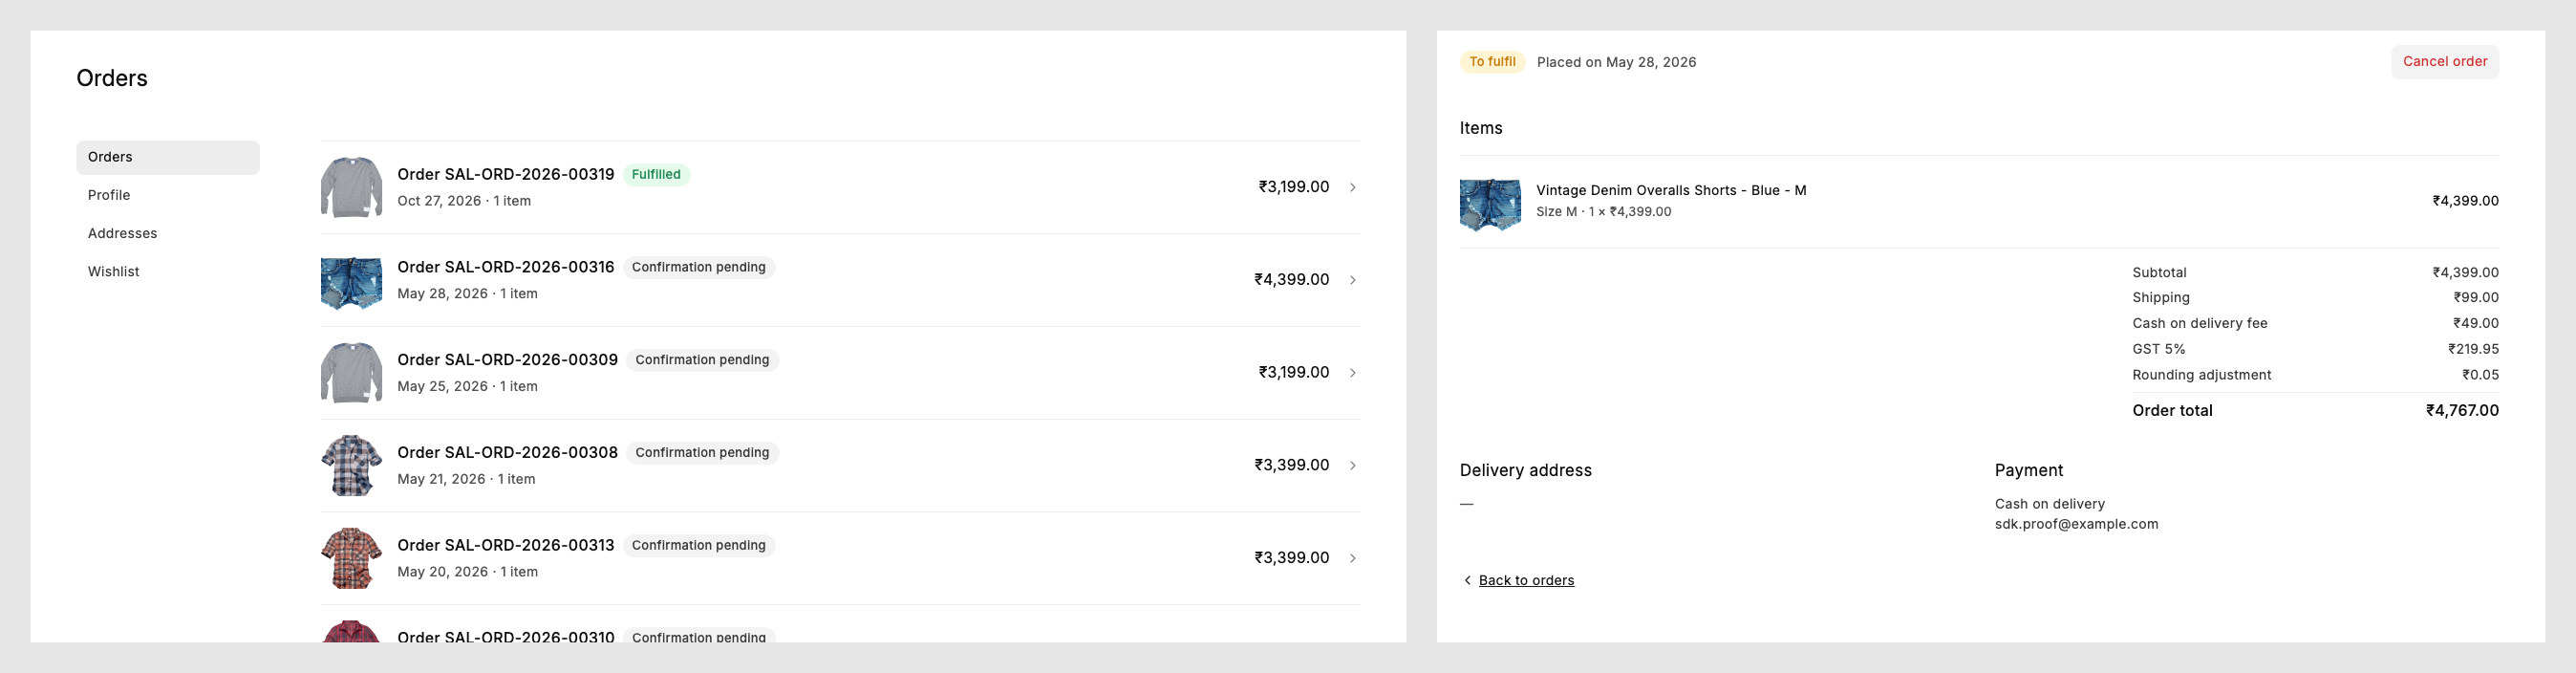 Orders
Orders
Profile
Addresses
Wishlist
Order SAL-ORD-2026-00319 Fulfilled
Oct 27, 2026 · 1 item
₹3,199.00
Order SAL-ORD-2026-00316 Confirmation pending
May 28, 2026 · 1 item
₹4,399.00
Order SAL-ORD-2026-00309 Confirmation pending
May 25, 2026 · 1 item
₹3,199.00
Order SAL-ORD-2026-00308 Confirmation pending
May 21, 2026 · 1 item
₹3,399.00
Order SAL-ORD-2026-00313 Confirmation pending
May 20, 2026 · 1 item
₹3,399.00
Order SAL-ORD-2026-00310 Confirmation pending
To fulfil Placed on May 28, 2026
Cancel order
Items
Vintage Denim Overalls Shorts - Blue - M
Size M · 1 × ₹4,399.00
₹4,399.00
Subtotal ₹4,399.00
Shipping ₹99.00
Cash on delivery fee ₹49.00
GST 5% ₹219.95
Rounding adjustment ₹0.05
Order total ₹4,767.00
Delivery address
—
Payment
Cash on delivery
sdk.proof@example.com
Back to orders